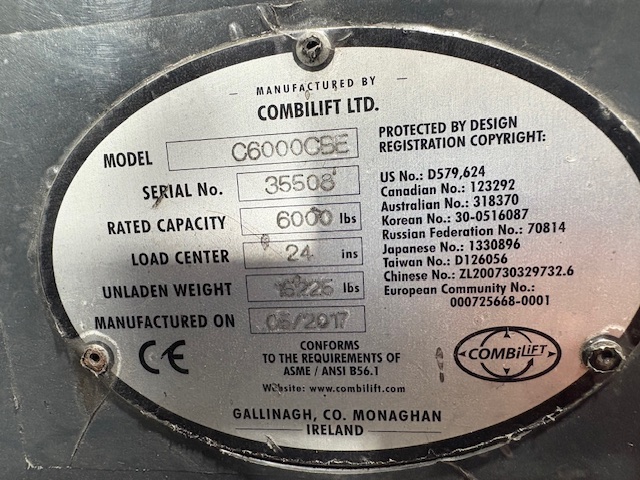 MANUFACTURED BY
COMBILIFT LTD.
MODEL C6000CBE
SERIAL No. 35508
RATED CAPACITY 6000 lbs
LOAD CENTER 24 ins
UNLADEN WEIGHT lbs
MANUFACTURED ON 05/2017
CE
CONFORMS
TO THE REQUIREMENTS OF
ASME / ANSI B56.1
Website: www.combilift.com
GALLINAGH, CO. MONAGHAN
IRELAND
PROTECTED BY DESIGN
REGISTRATION COPYRIGHT:
US No.: D579,624
Canadian No.: 123292
Australian No.: 318370
Korean No.: 30-0516087
Russian Federation No.: 70814
Japanese No.: 1330896
Taiwan No.: D126056
Chinese No.: ZL200730329732.6
European Community No.:
000725668-0001
COMBiLiFT